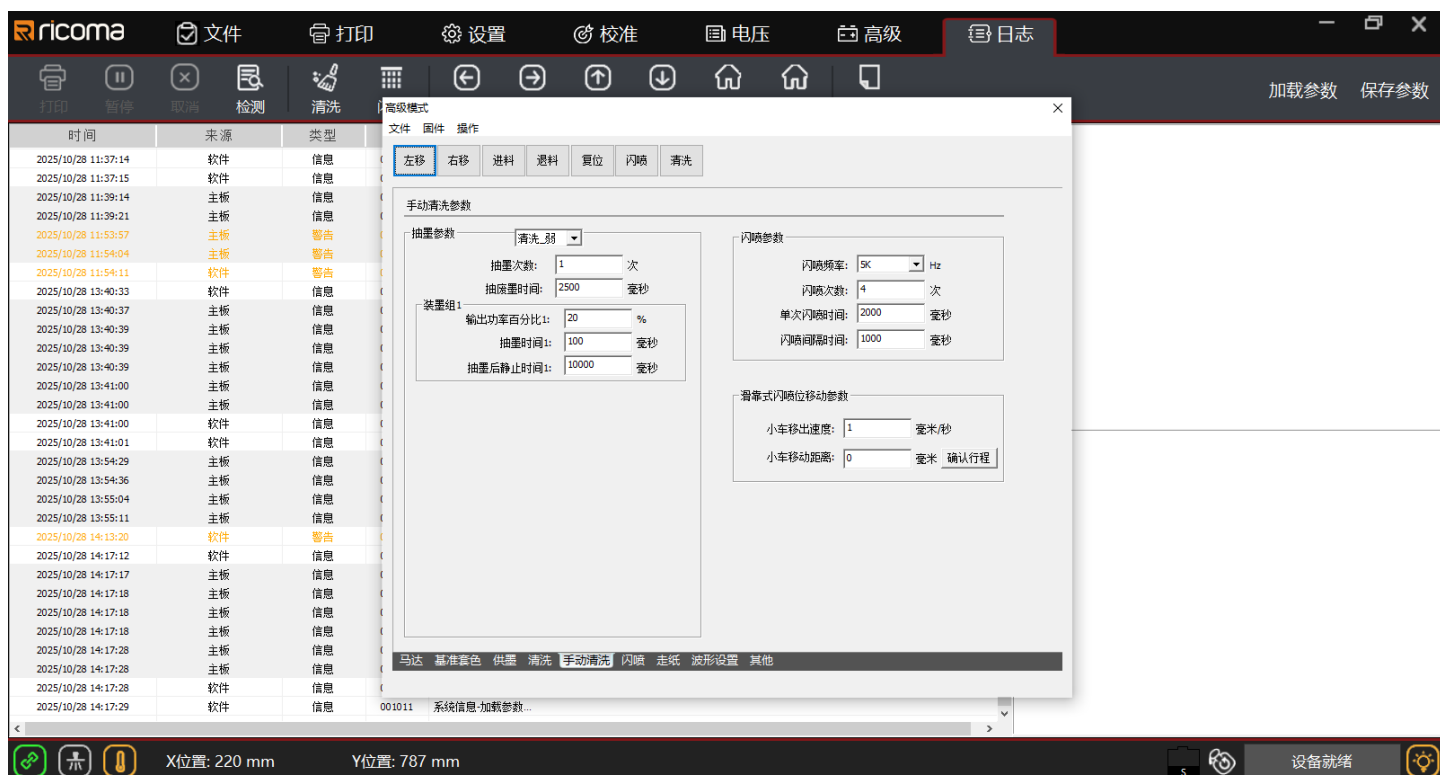 ricoma 文件 打印 设置 校准 电压 高级 日志
打印 暂停 取消 检测 清洗 加载参数 保存参数
高级模式
文件 固件 操作
左移 右移 进料 退料 复位 闪喷 清洗
手动清洗参数
抽墨参数 清洗_弱
抽墨次数: 1 次
抽废墨时间: 2500 毫秒
装墨组1
输出功率百分比1: 20 %
抽墨时间1: 100 毫秒
抽墨后静止时间1: 10000 毫秒
闪喷参数
闪喷频率: 5K Hz
闪喷次数: 4 次
单次闪喷时间: 2000 毫秒
闪喷间隔时间: 1000 毫秒
滑靠式闪喷位移动参数
小车移出速度: 1 毫米/秒
小车移动距离: 0 毫米 确认行程
马达 基准套色 供墨 清洗 手动清洗 闪喷 走纸 波形设置 其他
时间 来源 类型
2025/10/28 11:37:14 软件 信息
2025/10/28 11:37:15 软件 信息
2025/10/28 11:39:14 主板 信息
2025/10/28 11:39:21 主板 信息
2025/10/28 11:53:57 主板 警告
2025/10/28 11:54:04 主板 警告
2025/10/28 11:54:11 软件 警告
2025/10/28 13:40:33 软件 信息
2025/10/28 13:40:37 主板 信息
2025/10/28 13:40:39 主板 信息
2025/10/28 13:40:39 主板 信息
2025/10/28 13:40:39 主板 信息
2025/10/28 13:41:00 主板 信息
2025/10/28 13:41:00 主板 信息
2025/10/28 13:41:00 软件 信息
2025/10/28 13:41:01 软件 信息
2025/10/28 13:54:29 主板 信息
2025/10/28 13:54:36 主板 信息
2025/10/28 13:55:04 主板 信息
2025/10/28 13:55:11 主板 信息
2025/10/28 14:13:20 软件 警告
2025/10/28 14:17:12 软件 信息
2025/10/28 14:17:17 主板 信息
2025/10/28 14:17:18 主板 信息
2025/10/28 14:17:18 主板 信息
2025/10/28 14:17:18 主板 信息
2025/10/28 14:17:28 主板 信息
2025/10/28 14:17:28 主板 信息
2025/10/28 14:17:28 软件 信息
2025/10/28 14:17:29 软件 信息 001011 系统信息-加载参数...
X位置: 220 mm Y位置: 787 mm S 设备就绪